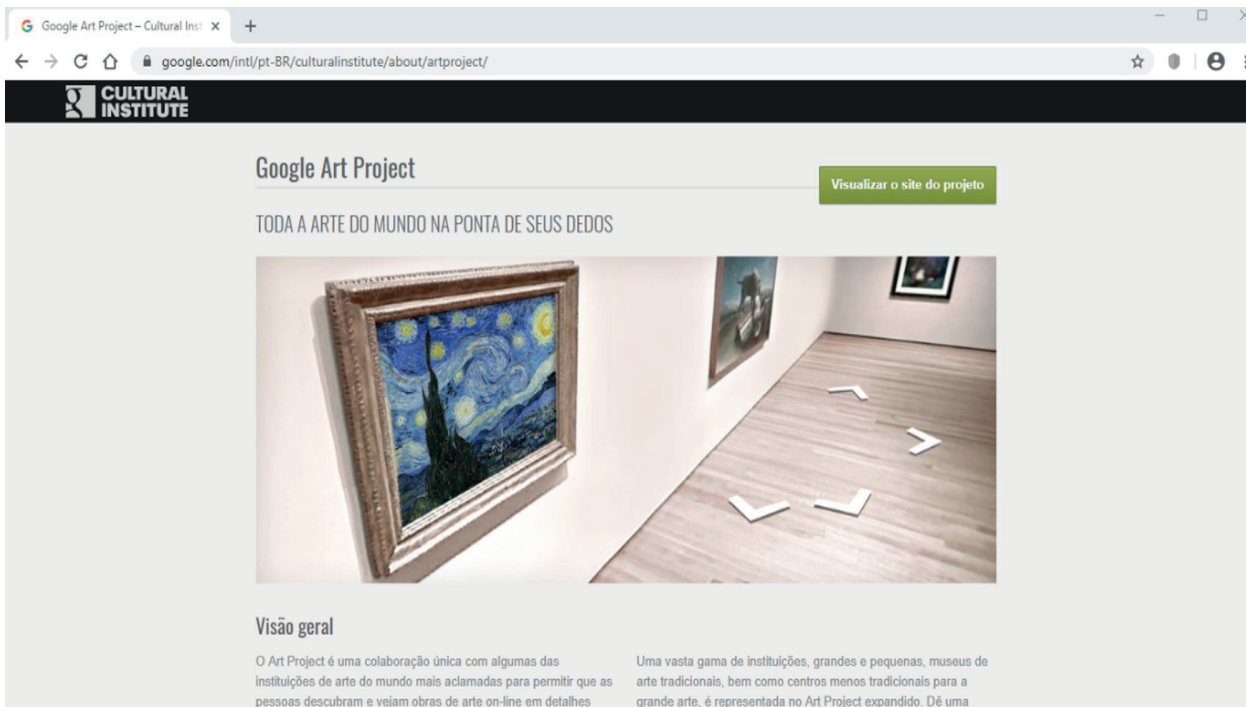 Google Art Project – Cultural Inst
google.com/intl/pt-BR/culturalinstitute/about/artproject/
CULTURAL
INSTITUTE
Google Art Project
Visualizar o site do projeto
TODA A ARTE DO MUNDO NA PONTA DE SEUS DEDOS
Visão geral
O Art Project é uma colaboração única com algumas das
instituições de arte do mundo mais aclamadas para permitir que as
pessoas descubram e vejam obras de arte on-line em detalhes
Uma vasta gama de instituições, grandes e pequenas, museus de
arte tradicionais, bem como centros menos tradicionais para a
grande arte, é representada no Art Project expandido. Dê uma